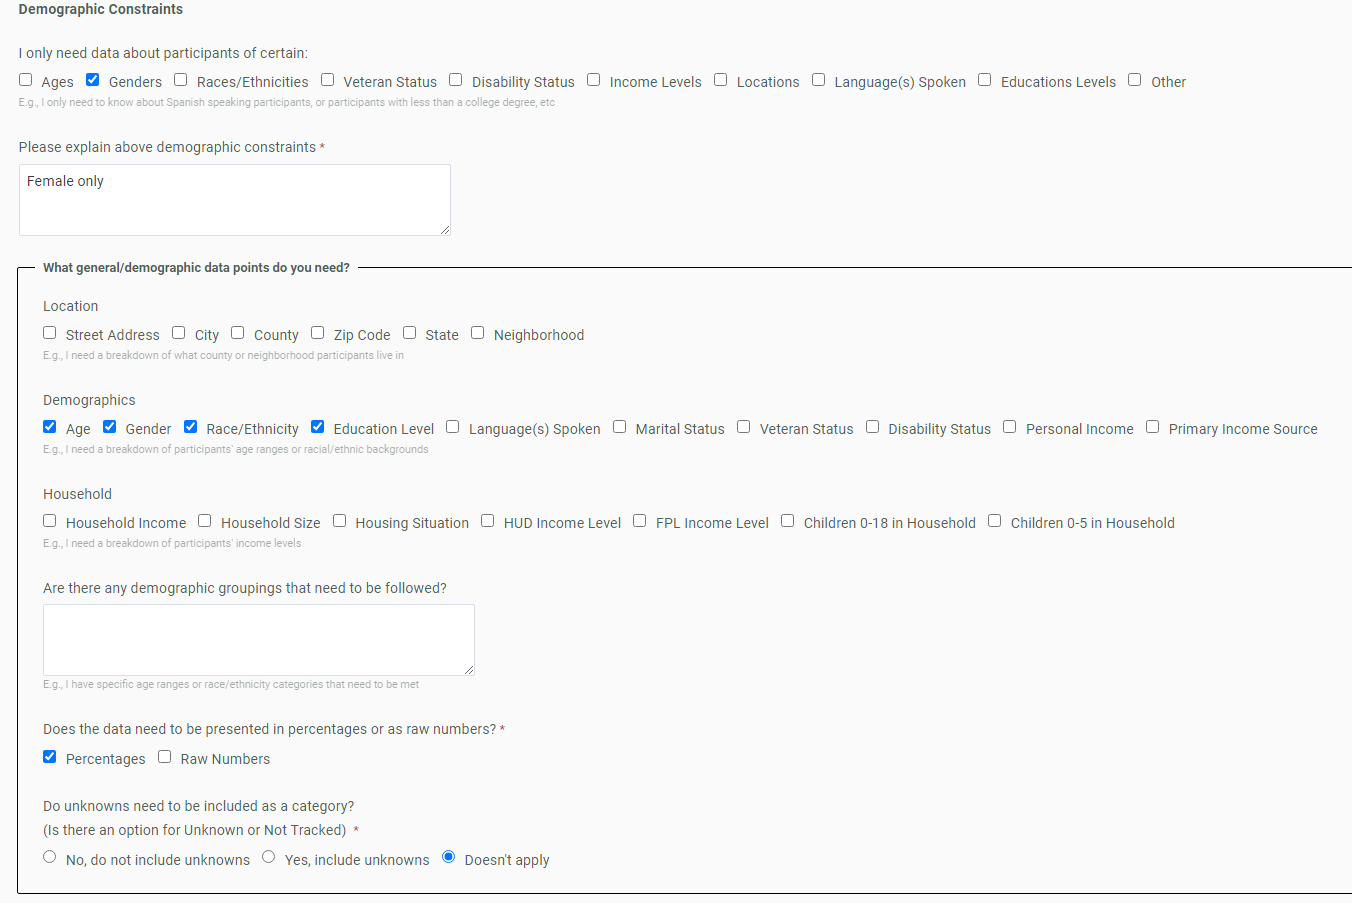 Demographic Constraints
I only need data about participants of certain:
Ages Genders Races/Ethnicities Veteran Status Disability Status Income Levels Locations Language(s) Spoken Educations Levels Other
E.g., I only need to know about Spanish speaking participants, or participants with less than a college degree, etc
Please explain above demographic constraints *
Female only
What general/demographic data points do you need?
Location
Street Address City County Zip Code State Neighborhood
E.g., I need a breakdown of what county or neighborhood participants live in
Demographics
Age Gender Race/Ethnicity Education Level Language(s) Spoken Marital Status Veteran Status Disability Status Personal Income Primary Income Source
E.g., I need a breakdown of participants' age ranges or racial/ethnic backgrounds
Household
Household Income Household Size Housing Situation HUD Income Level FPL Income Level Children 0-18 in Household Children 0-5 in Household
E.g., I need a breakdown of participants' income levels
Are there any demographic groupings that need to be followed?
E.g., I have specific age ranges or race/ethnicity categories that need to be met
Does the data need to be presented in percentages or as raw numbers? *
Percentages Raw Numbers
Do unknowns need to be included as a category?
(Is there an option for Unknown or Not Tracked) *
No, do not include unknowns Yes, include unknowns Doesn't apply